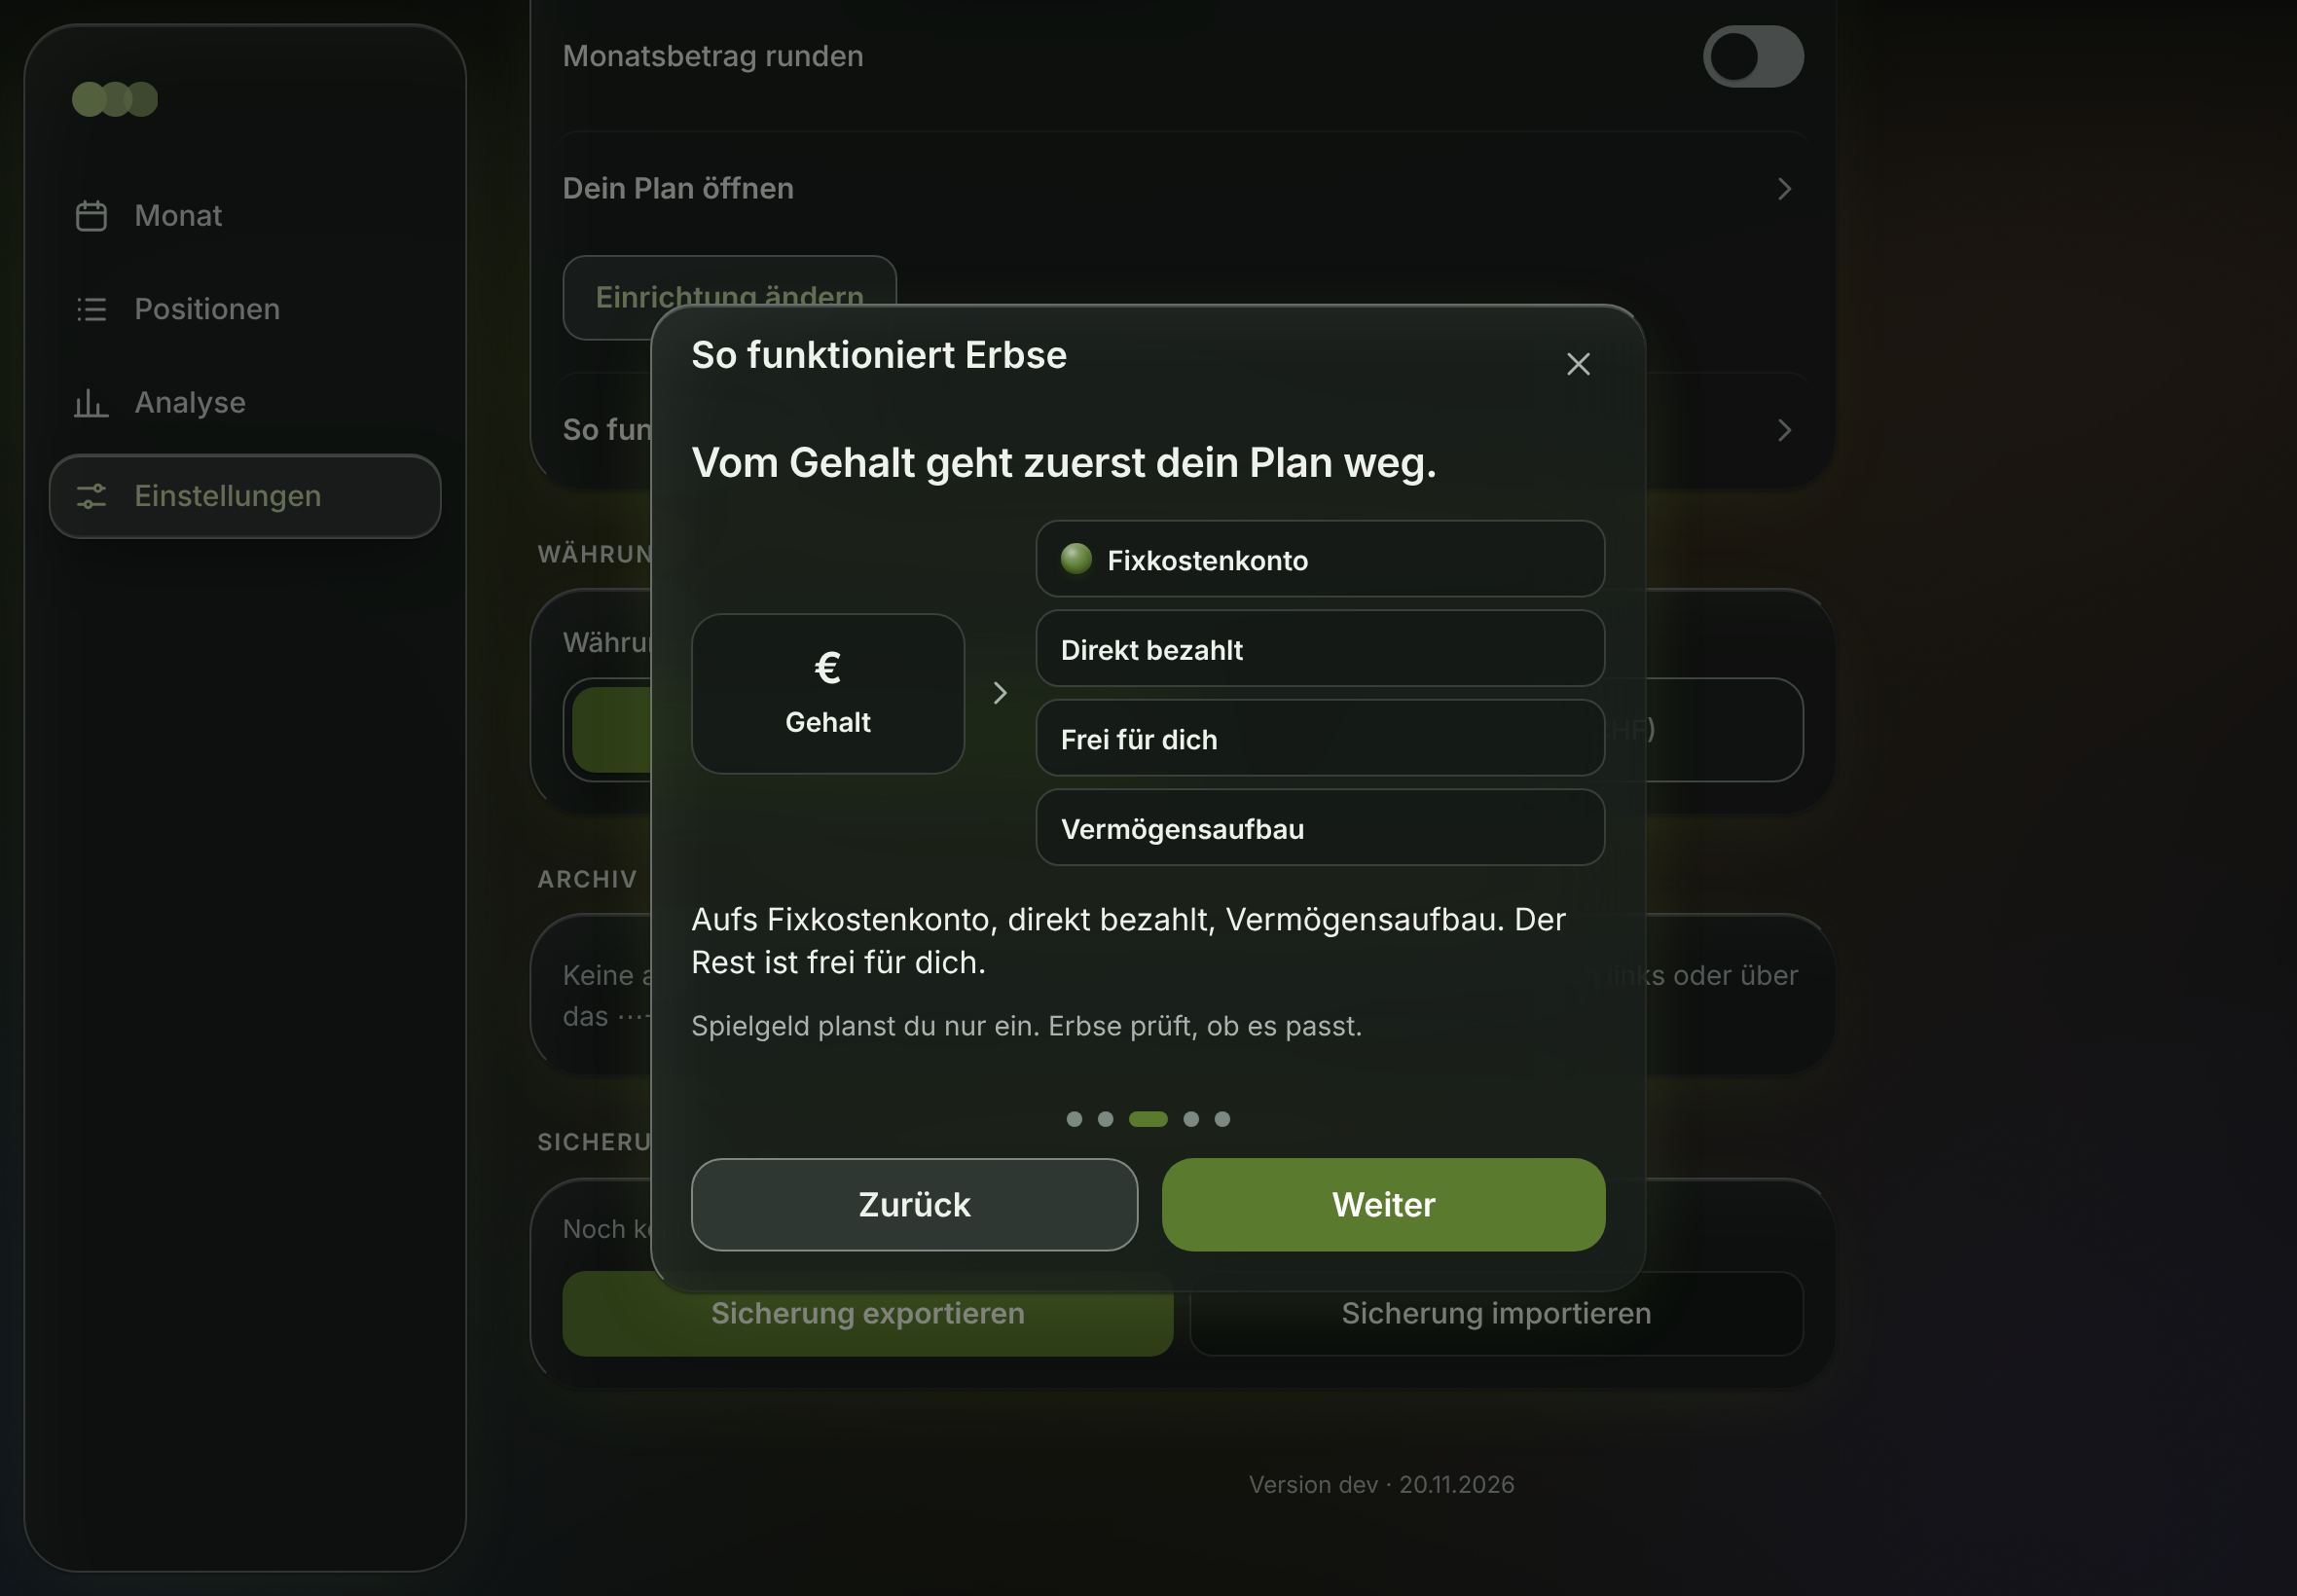 Monat
Positionen
Analyse
Einstellungen
Monatsbetrag runden
Dein Plan öffnen
Einrichtung ändern
So
WÄHRUN
Währu
ARCHIV
Keine
das ···
links oder über
SICHERU
Noch
Sicherung exportieren
Sicherung importieren
Version dev · 20.11.2026
So funktioniert Erbse
Vom Gehalt geht zuerst dein Plan weg.
€
Gehalt
Fixkostenkonto
Direkt bezahlt
Frei für dich
Vermögensaufbau
Aufs Fixkostenkonto, direkt bezahlt, Vermögensaufbau. Der
Rest ist frei für dich.
Spielgeld planst du nur ein. Erbse prüft, ob es passt.
Zurück
Weiter